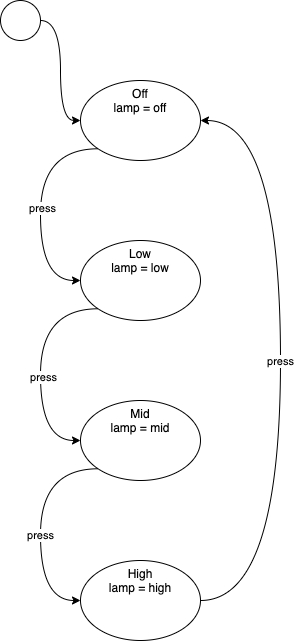 Off
lamp = off
press
Low
lamp = low
press
press
Mid
lamp = mid
press
High
lamp = high